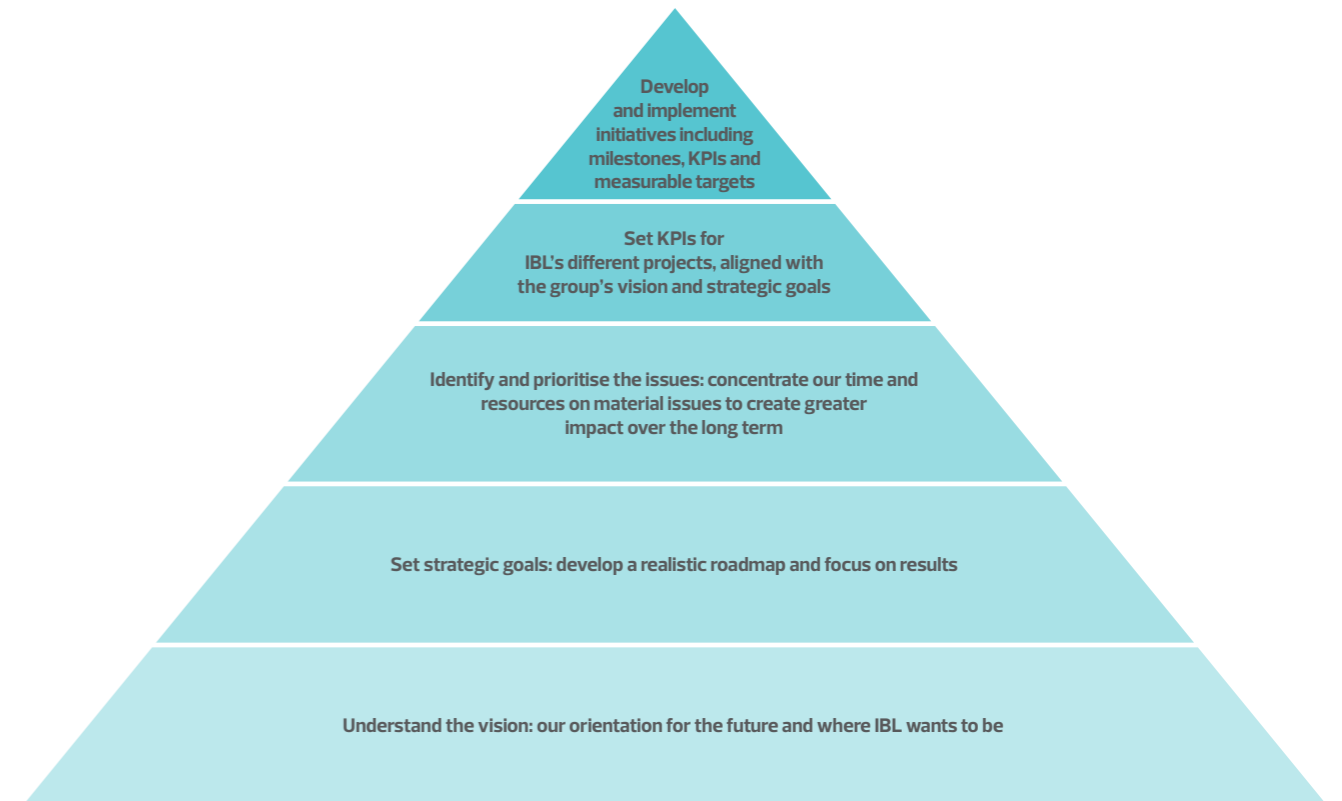 Develop
and implement
initiatives including
milestones, KPIs and
measurable targets
Set KPIs for
IBL's different projects, aligned with
the group's vision and strategic goals
Identify and prioritise the issues: concentrate our time and
resources on material issues to create greater
impact over the long term
Set strategic goals: develop a realistic roadmap and focus on results
Understand the vision: our orientation for the future and where IBL wants to be